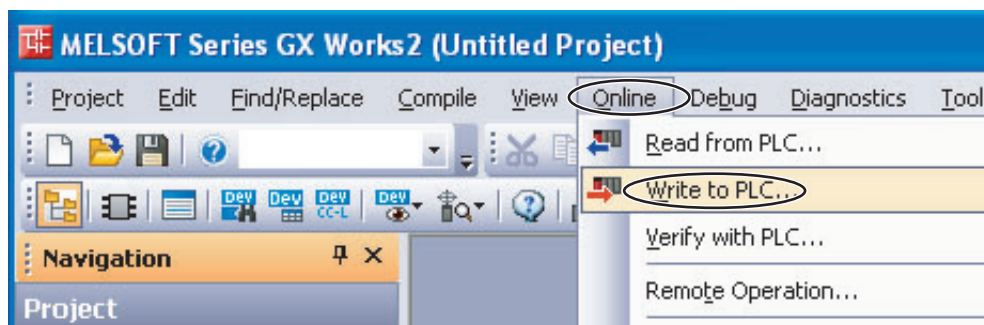 MELSOFT Series GX Works2 (Untitled Project)
Project Edit Find/Replace Compile View Online Debug Diagnostics Tool
Read from PLC...
Dev Dev Dev CC-L Dev
Write to PLC...
Navigation
Verify with PLC...
Project
Remote Operation...